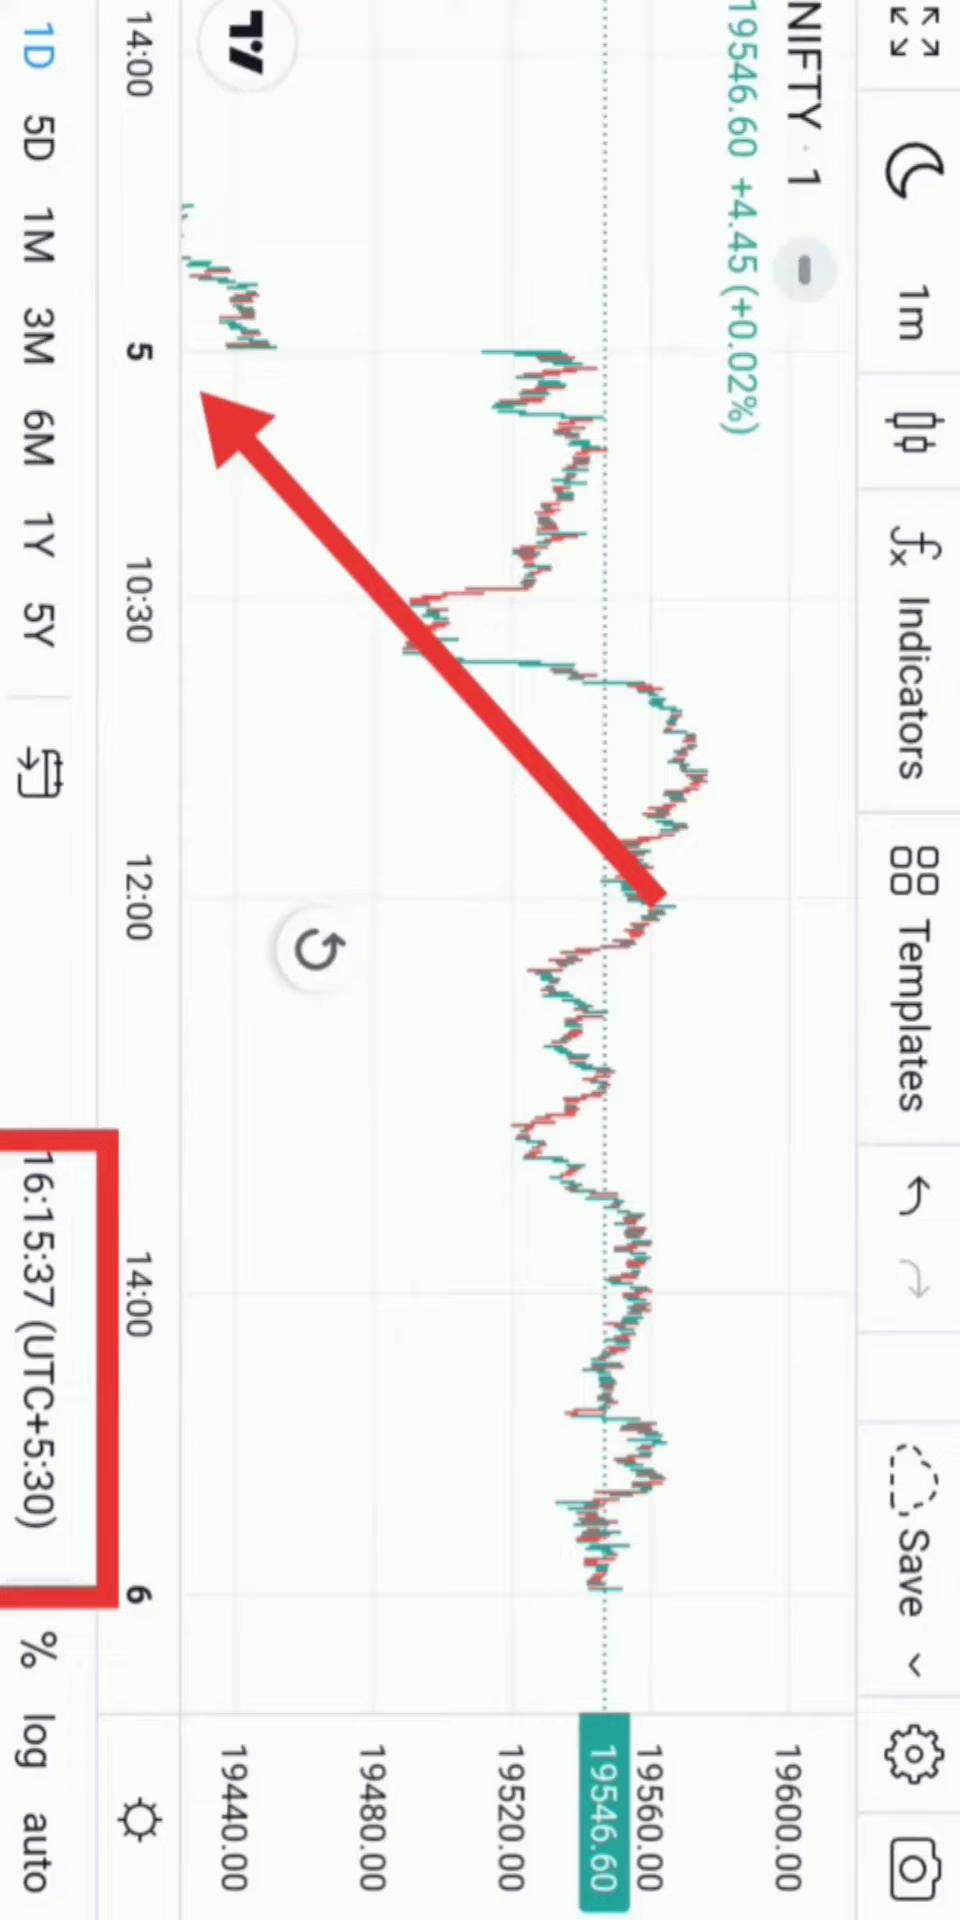 1m
Indicators
Templates
Save
NIFTY · 1
19546.60 +4.45 (+0.02%)
19600.00
19560.00
19546.60
19520.00
19480.00
19440.00
14:00
5
10:30
12:00
14:00
6
1D 5D 1M 3M 6M 1Y 5Y
16:15:37 (UTC+5:30)
% log auto